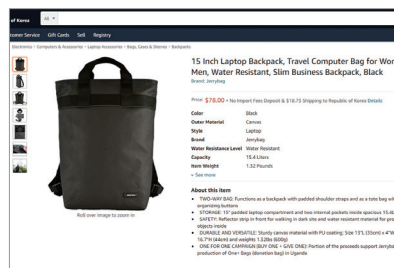 of Korea
All
tomer Service Gift Cards Sell Registry
Electronics › Computers & Accessories › Laptop Accessories › Bags, Cases & Sleeves › Backpacks
15 Inch Laptop Backpack, Travel Computer Bag for Wor
Men, Water Resistant, Slim Business Backpack, Black
Brand: Jerrybag
Price: $78.00 + No Import Fees Deposit & $18.73 Shipping to Republic of Korea Details
Color Black
Outer Material Canvas
Style Laptop
Brand Jerrybag
Water Resistance Level Water Resistant
Capacity 15.4 Liters
Item Weight 1.32 Pounds
See more
About this item
• TWO-WAY BAG: Functions as a backpack with padded shoulder straps and as a tote bag wi
organizing buttons
• STORAGE: 15" padded laptop compartment and two internal pockets inside spacious 15.4L
• SAFETY: Reflector strip in front for walking in dark site and water resistant material for pro
objects inside
• DURABLE AND VERSATILE: Sturdy canvas material with PU coating; Size 13"L (33cm) x 4"W
16.7"H (44cm) and weights 1.32lbs (600g)
• ONE FOR ONE CAMPAIGN (BUY ONE + GIVE ONE): Portion of the proceeds support Jerryba
production of One+ Bags (donation bag) in Uganda
Roll over image to zoom in